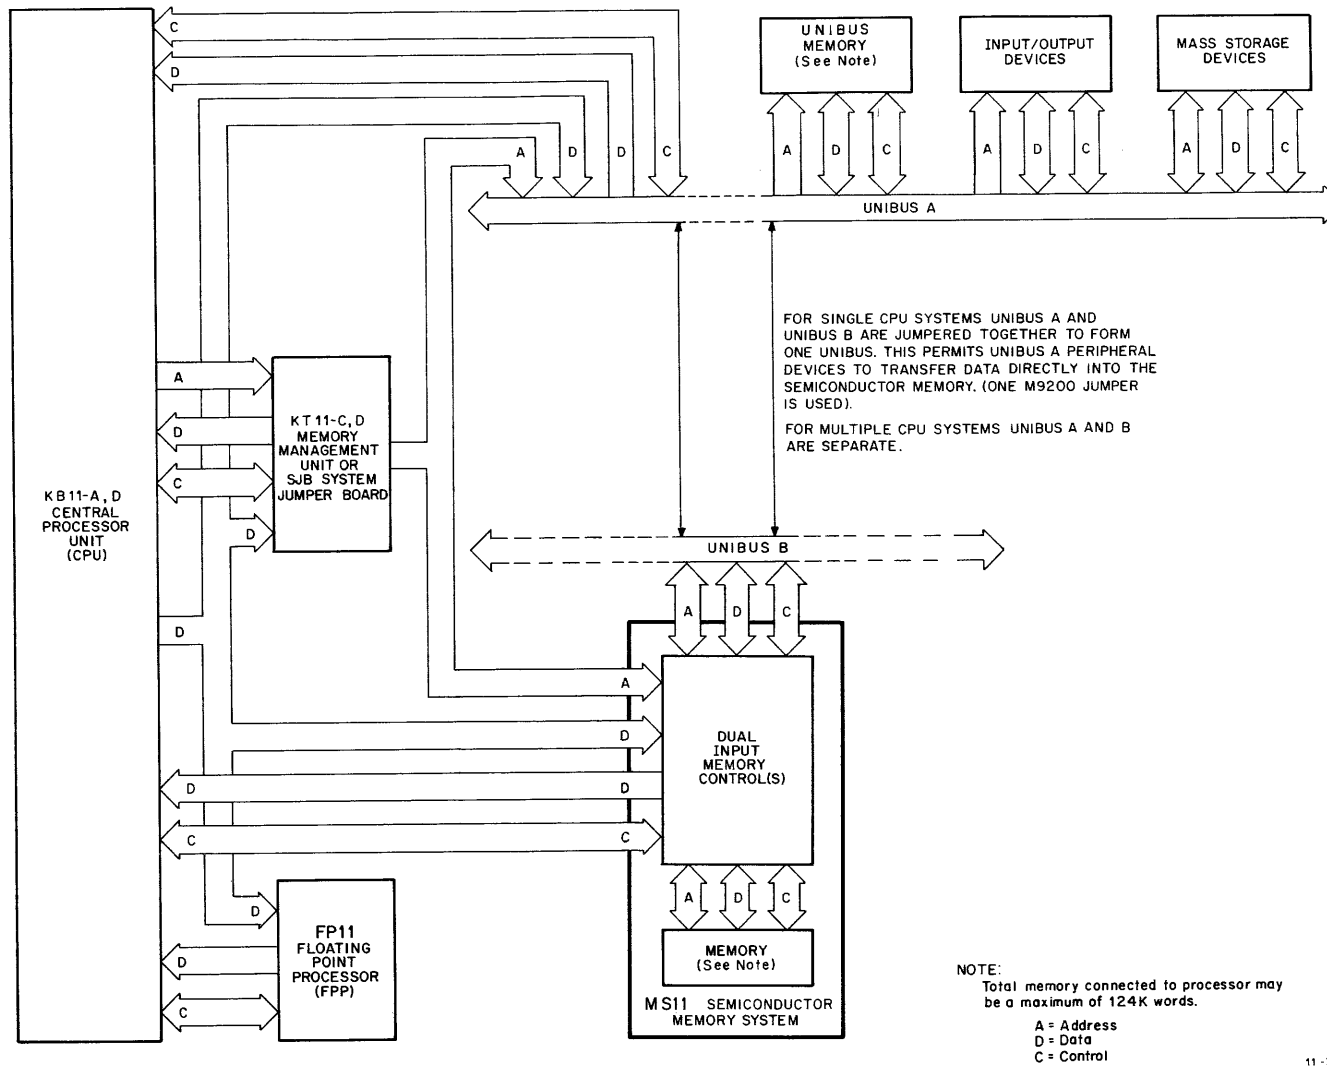 C
D
UNIBUS
MEMORY
(See Note)
INPUT/OUTPUT
DEVICES
MASS STORAGE
DEVICES
A
D
D
C
A
D
C
A
D
C
A
D
C
UNIBUS A
FOR SINGLE CPU SYSTEMS UNIBUS A AND
UNIBUS B ARE JUMPERED TOGETHER TO FORM
ONE UNIBUS. THIS PERMITS UNIBUS A PERIPHERAL
DEVICES TO TRANSFER DATA DIRECTLY INTO THE
SEMICONDUCTOR MEMORY. (ONE M9200 JUMPER
IS USED).
FOR MULTIPLE CPU SYSTEMS UNIBUS A AND B
ARE SEPARATE.
A
D
C
D
KT11-C,D
MEMORY
MANAGEMENT
UNIT OR
SJB SYSTEM
JUMPER BOARD
KB11-A, D
CENTRAL
PROCESSOR
UNIT
(CPU)
UNIBUS B
A
D
C
D
A
D
D
D
C
C
DUAL
INPUT
MEMORY
CONTROL(S)
A
D
C
D
D
C
FP11
FLOATING
POINT
PROCESSOR
(FPP)
MEMORY
(See Note)
MS11 SEMICONDUCTOR
MEMORY SYSTEM
NOTE:
Total memory connected to processor may
be a maximum of 124K words.
A = Address
D = Data
C = Control
11-